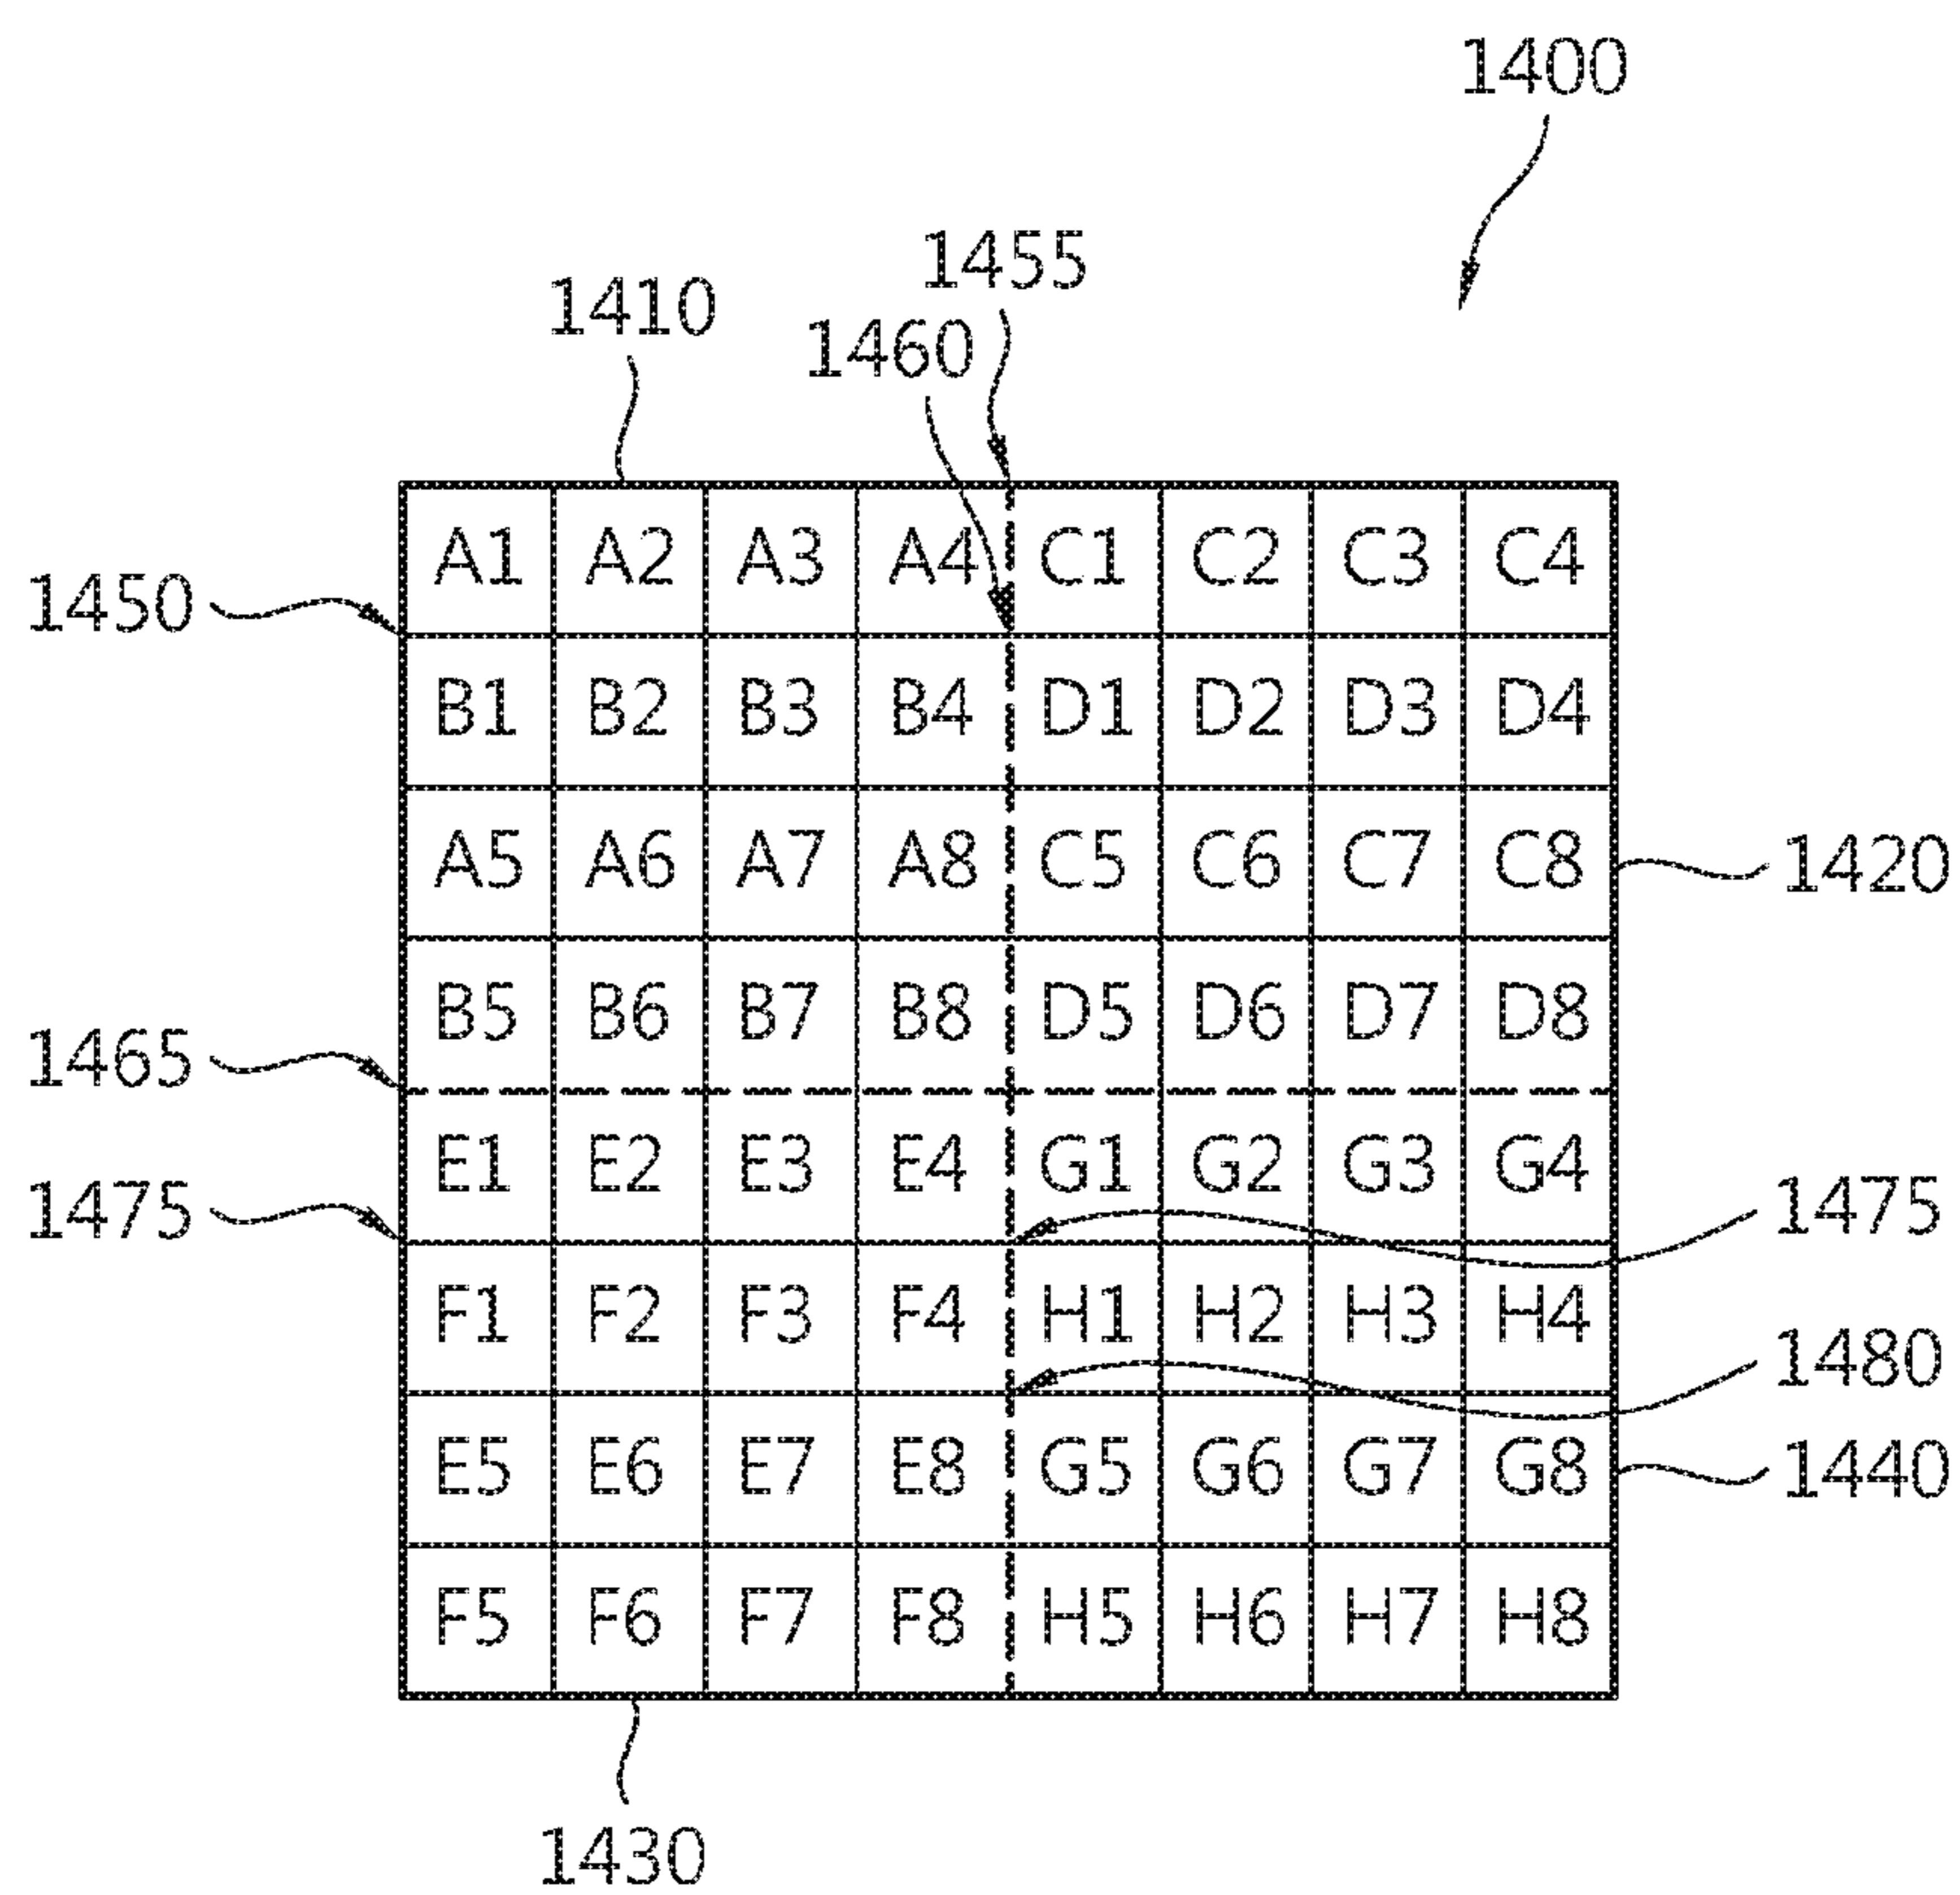 1400
1455
1410
1460
A1 A2 A3 A4 C1 C2 C3 C4
1450
B1 B2 B3 B4 D1 D2 D3 D4
A5 A6 A7 A8 C5 C6 C7 C8
1420
B5 B6 B7 B8 D5 D6 D7 D8
1465
E1 E2 E3 E4 G1 G2 G3 G4
1475
1475
F1 F2 F3 F4 H1 H2 H3 H4
1480
E5 E6 E7 E8 G5 G6 G7 G8
1440
F5 F6 F7 F8 H5 H6 H7 H8
1430